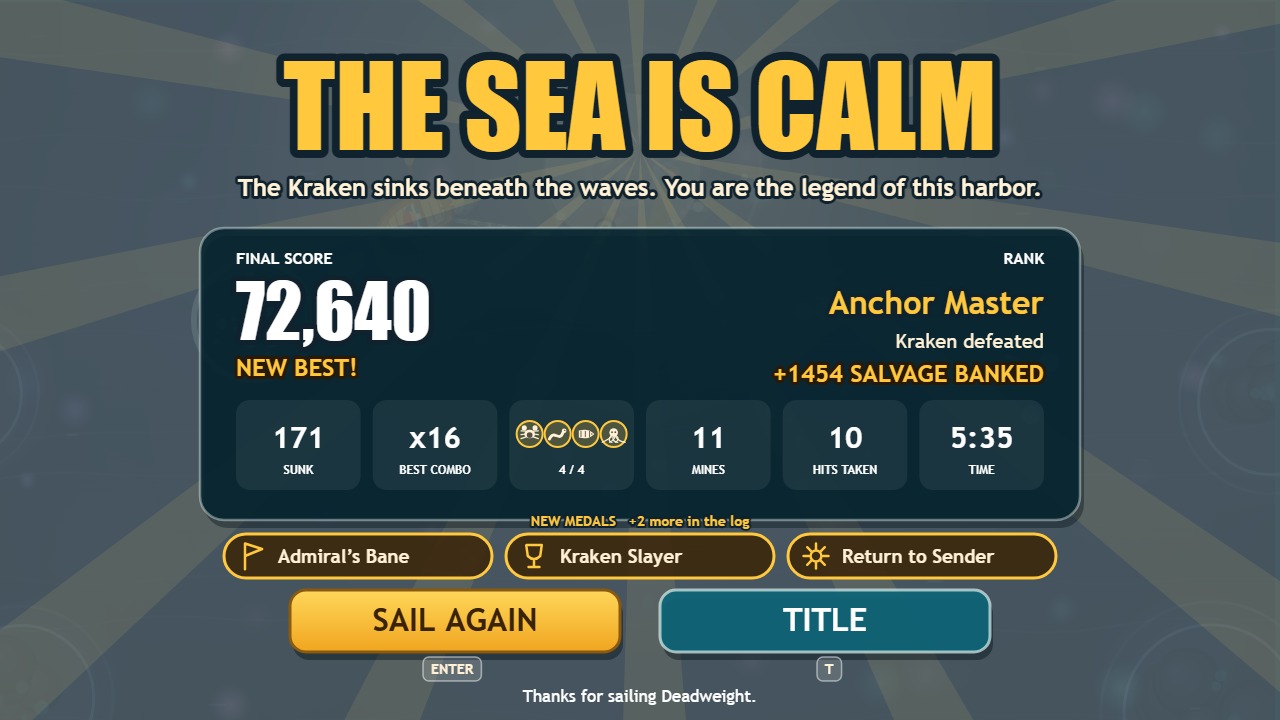 THE SEA IS CALM
The Kraken sinks beneath the waves. You are the legend of this harbor.
FINAL SCORE
RANK
72,640
Anchor Master
Kraken defeated
NEW BEST!
+1454 SALVAGE BANKED
171
x16
11
10
5:35
SUNK
BEST COMBO
4 / 4
MINES
HITS TAKEN
TIME
NEW MEDALS +2 more in the log
Admiral's Bane
Kraken Slayer
Return to Sender
SAIL AGAIN
TITLE
ENTER
T
Thanks for sailing Deadweight.